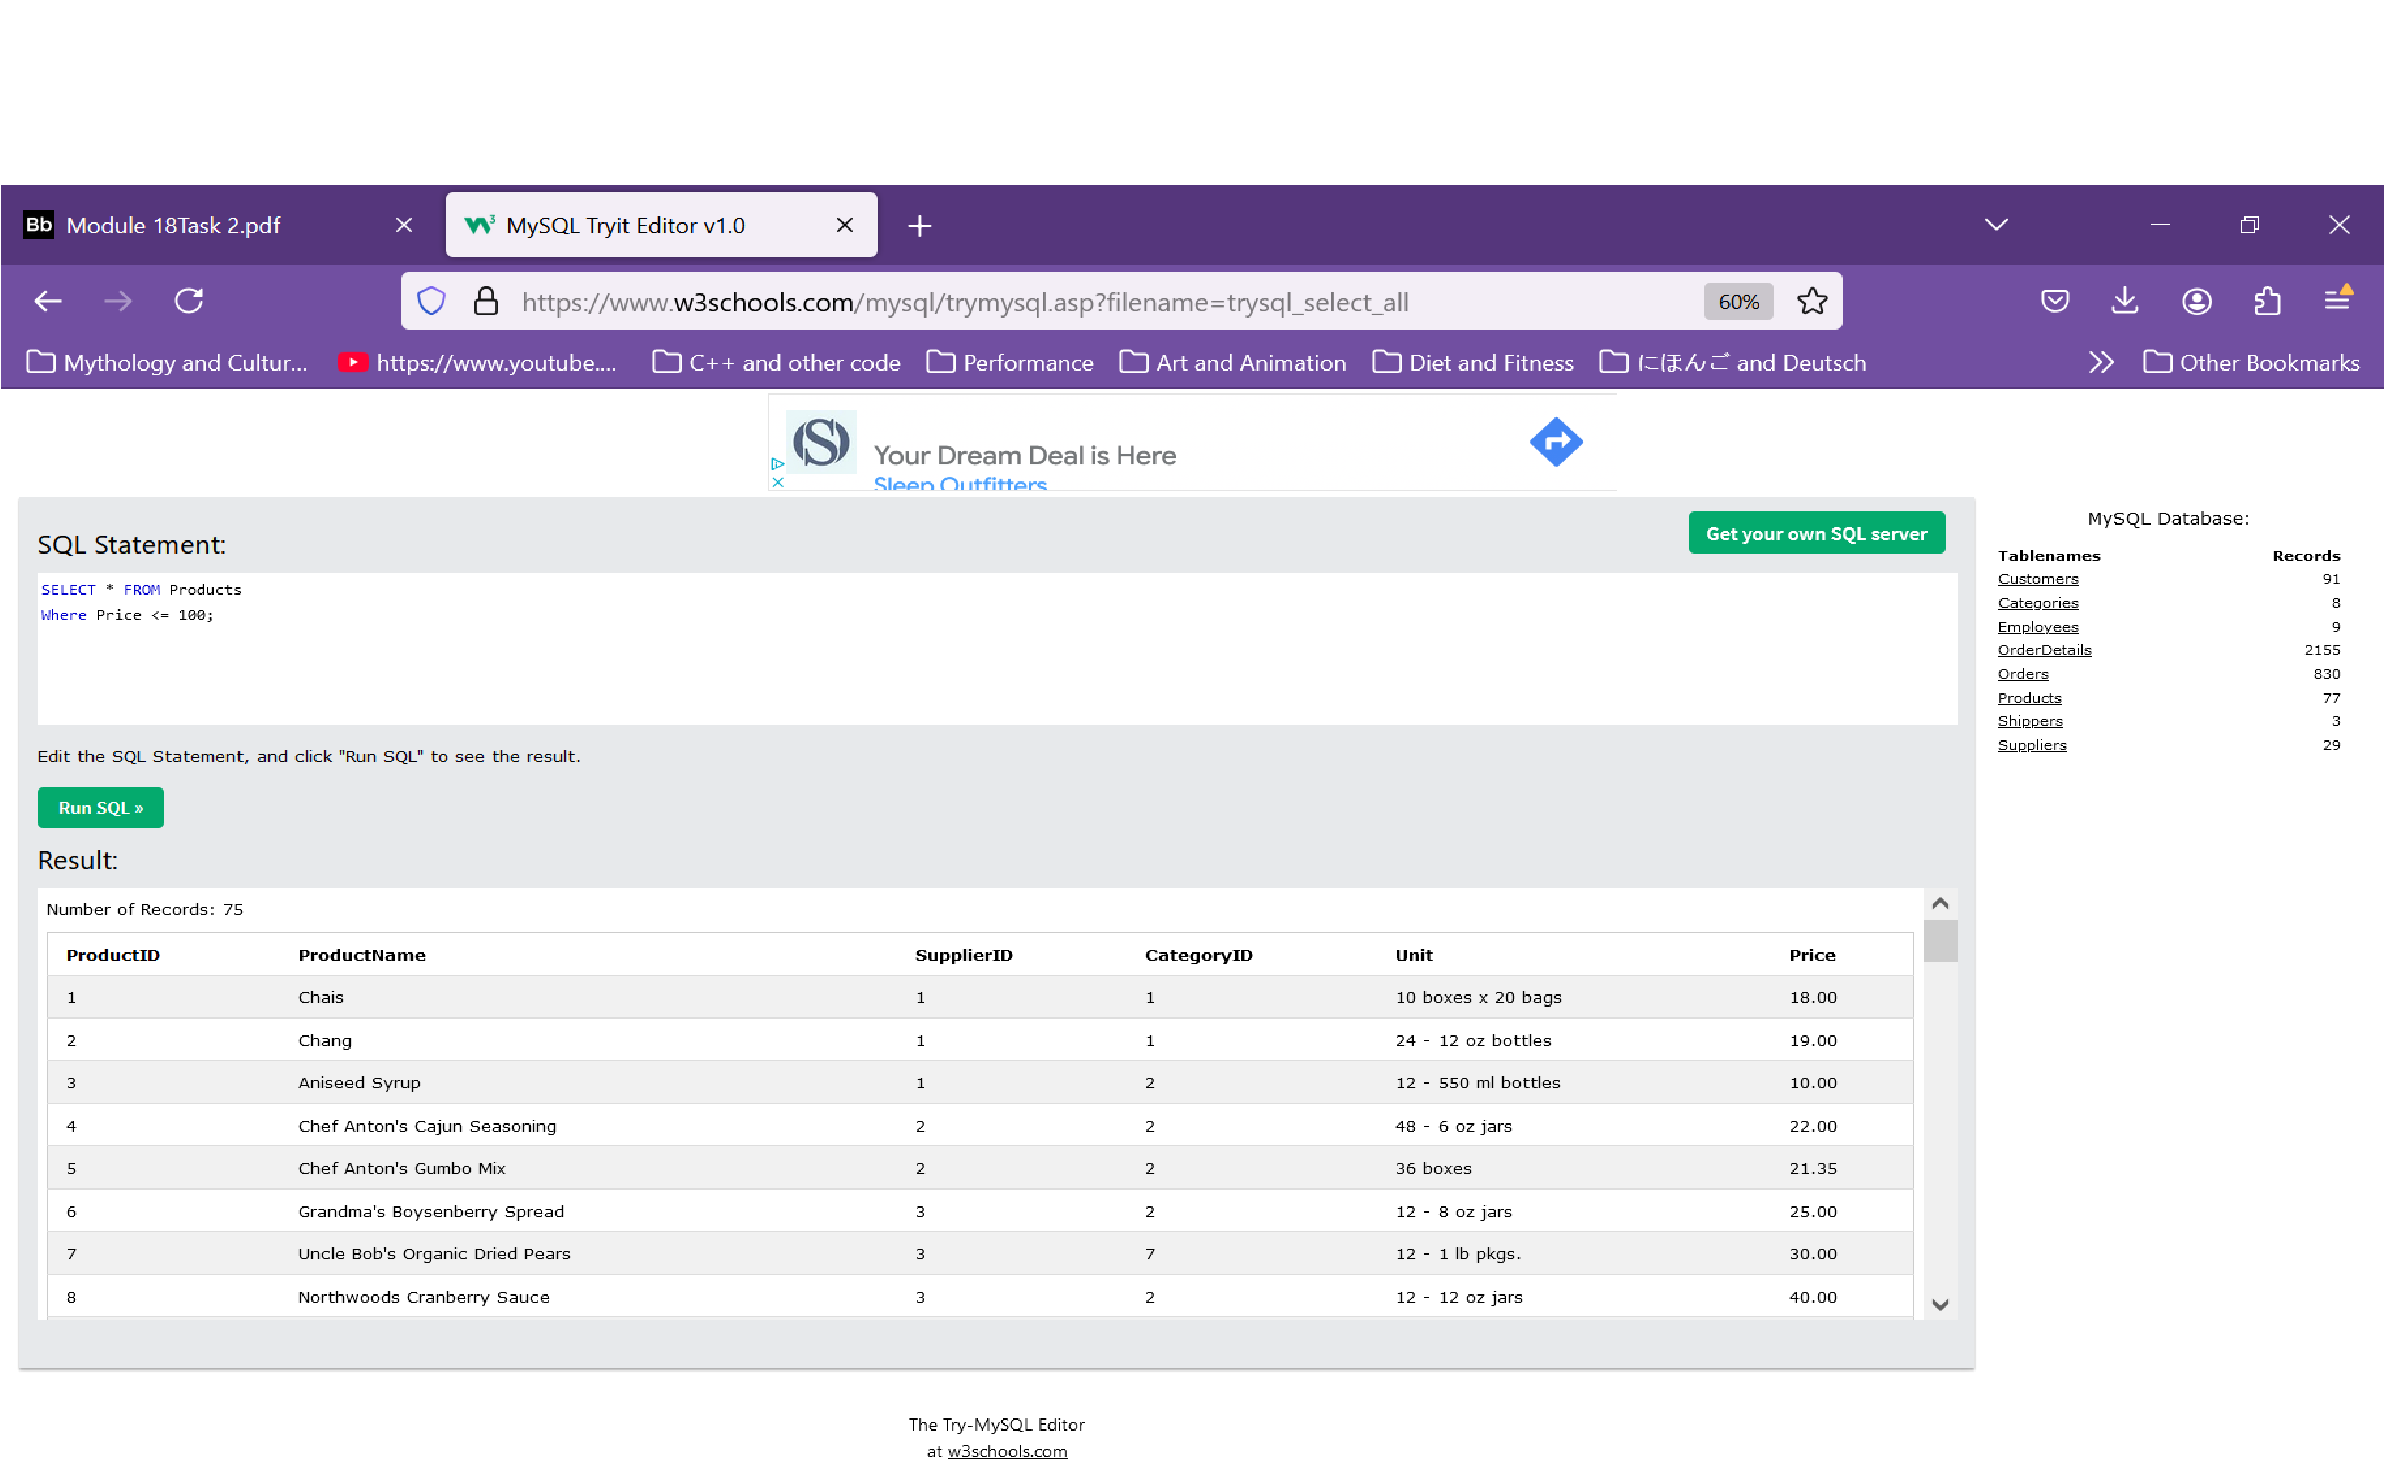 Bb Module 18Task 2.pdf
w3 MySQL Tryit Editor v1.0
https://www.w3schools.com/mysql/trymysql.asp?filename=trysql_select_all 60%
Mythology and Cultur... https://www.youtube.... C++ and other code Performance Art and Animation Diet and Fitness にほんご and Deutsch Other Bookmarks
Your Dream Deal is Here
Sleep Outfitters
SQL Statement:
Get your own SQL server
SELECT * FROM Products
Where Price <= 100;
Edit the SQL Statement, and click "Run SQL" to see the result.
Run SQL »
Result:
Number of Records: 75
ProductID ProductName SupplierID CategoryID Unit Price
1 Chais 1 1 10 boxes x 20 bags 18.00
2 Chang 1 1 24 - 12 oz bottles 19.00
3 Aniseed Syrup 1 2 12 - 550 ml bottles 10.00
4 Chef Anton's Cajun Seasoning 2 2 48 - 6 oz jars 22.00
5 Chef Anton's Gumbo Mix 2 2 36 boxes 21.35
6 Grandma's Boysenberry Spread 3 2 12 - 8 oz jars 25.00
7 Uncle Bob's Organic Dried Pears 3 7 12 - 1 lb pkgs. 30.00
8 Northwoods Cranberry Sauce 3 2 12 - 12 oz jars 40.00
MySQL Database:
Tablenames Records
Customers 91
Categories 8
Employees 9
OrderDetails 2155
Orders 830
Products 77
Shippers 3
Suppliers 29
The Try-MySQL Editor
at w3schools.com